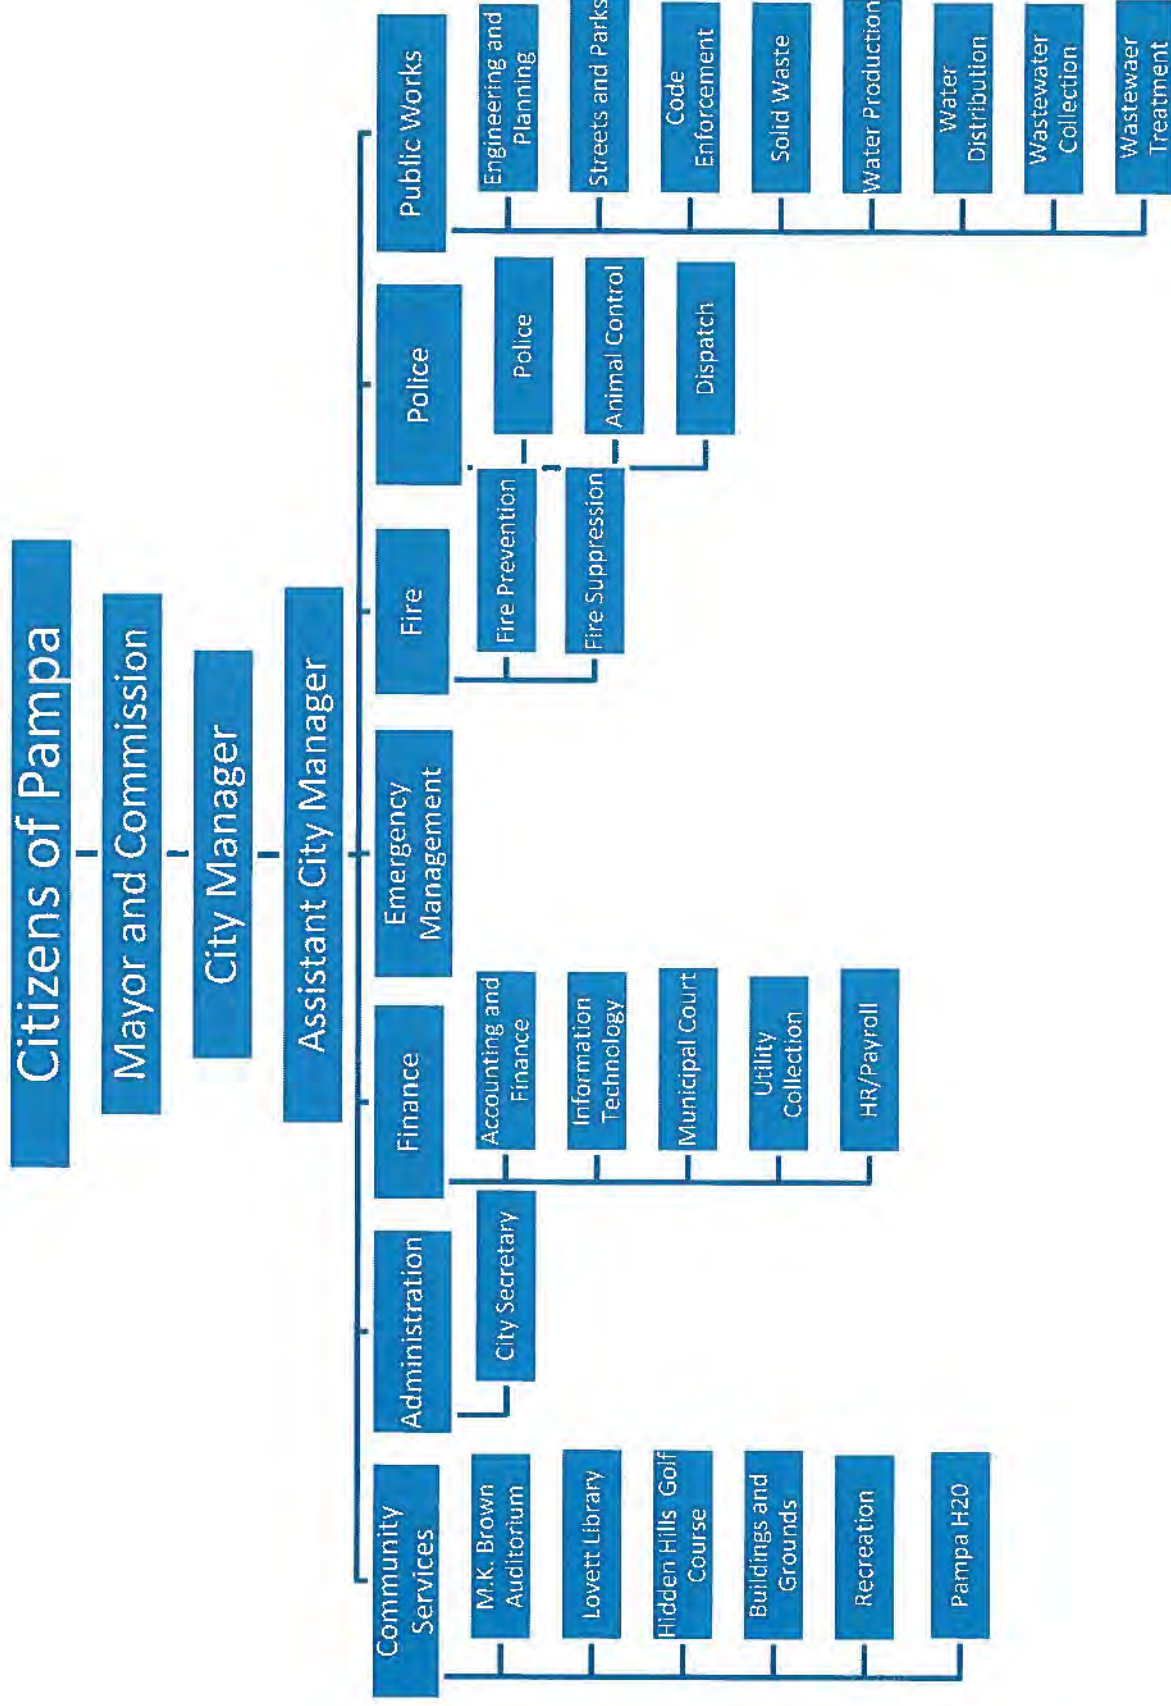 Citizens of Pampa
Mayor and Commission
City Manager
Assistant City Manager
Community
Services
M.K. Brown
Auditorium
Lovett Library
Hidden Hills Golf
Course
Buildings and
Grounds
Recreation
Pampa H20
Administration
City Secretary
Finance
Accounting and
Finance
Information
Technology
Municipal Court
Utility
Collection
HR/Payroll
Emergency
Management
Fire
Fire Prevention
Fire Suppression
Police
Police
Animal Control
Dispatch
Public Works
Engineering and
Planning
Streets and Parks
Code
Enforcement
Solid Waste
Water Production
Water
Distribution
Wastewater
Collection
Wastewaer
Treatment